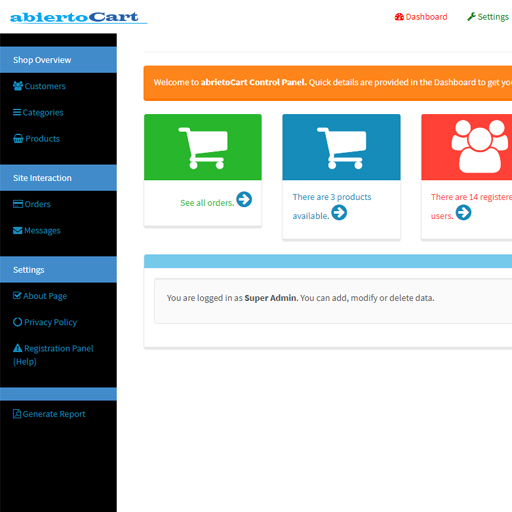 abiertoCart
Dashboard
Settings
Shop Overview
Customers
Categories
Products
Site Interaction
Orders
Messages
Settings
About Page
Privacy Policy
Registration Panel
(Help)
Generate Report
Welcome to abrietoCart Control Panel. Quick details are provided in the Dashboard to get
See all orders.
There are 3 products
available.
There are 14 registere
users.
You are logged in as Super Admin. You can add, modify or delete data.